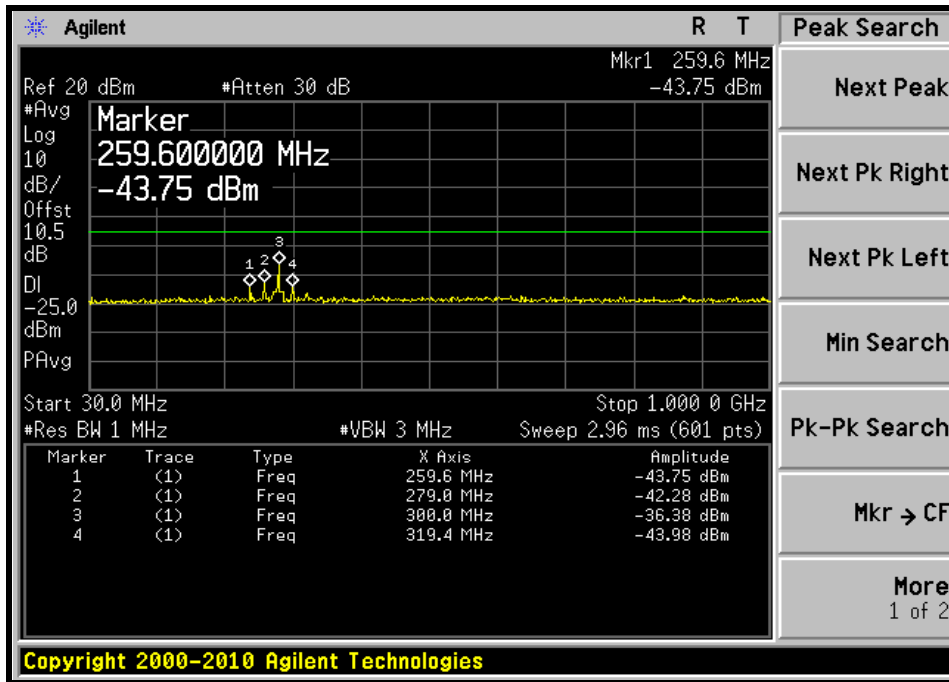 Agilent R T Peak Search
Mkr1 259.6 MHz
Ref 20 dBm #Atten 30 dB -43.75 dBm
#Avg
Log
10
dB/
Offst
10.5
dB
DI
-25.0
dBm
PAvg
Marker
259.600000 MHz
-43.75 dBm
1 2 3 4
Start 30.0 MHz Stop 1.000 0 GHz
#Res BW 1 MHz #VBW 3 MHz Sweep 2.96 ms (601 pts)
Marker Trace Type X Axis Amplitude
1 (1) Freq 259.6 MHz -43.75 dBm
2 (1) Freq 279.0 MHz -42.28 dBm
3 (1) Freq 300.0 MHz -36.38 dBm
4 (1) Freq 319.4 MHz -43.98 dBm
Next Peak
Next Pk Right
Next Pk Left
Min Search
Pk-Pk Search
Mkr → CF
More
1 of 2
Copyright 2000-2010 Agilent Technologies